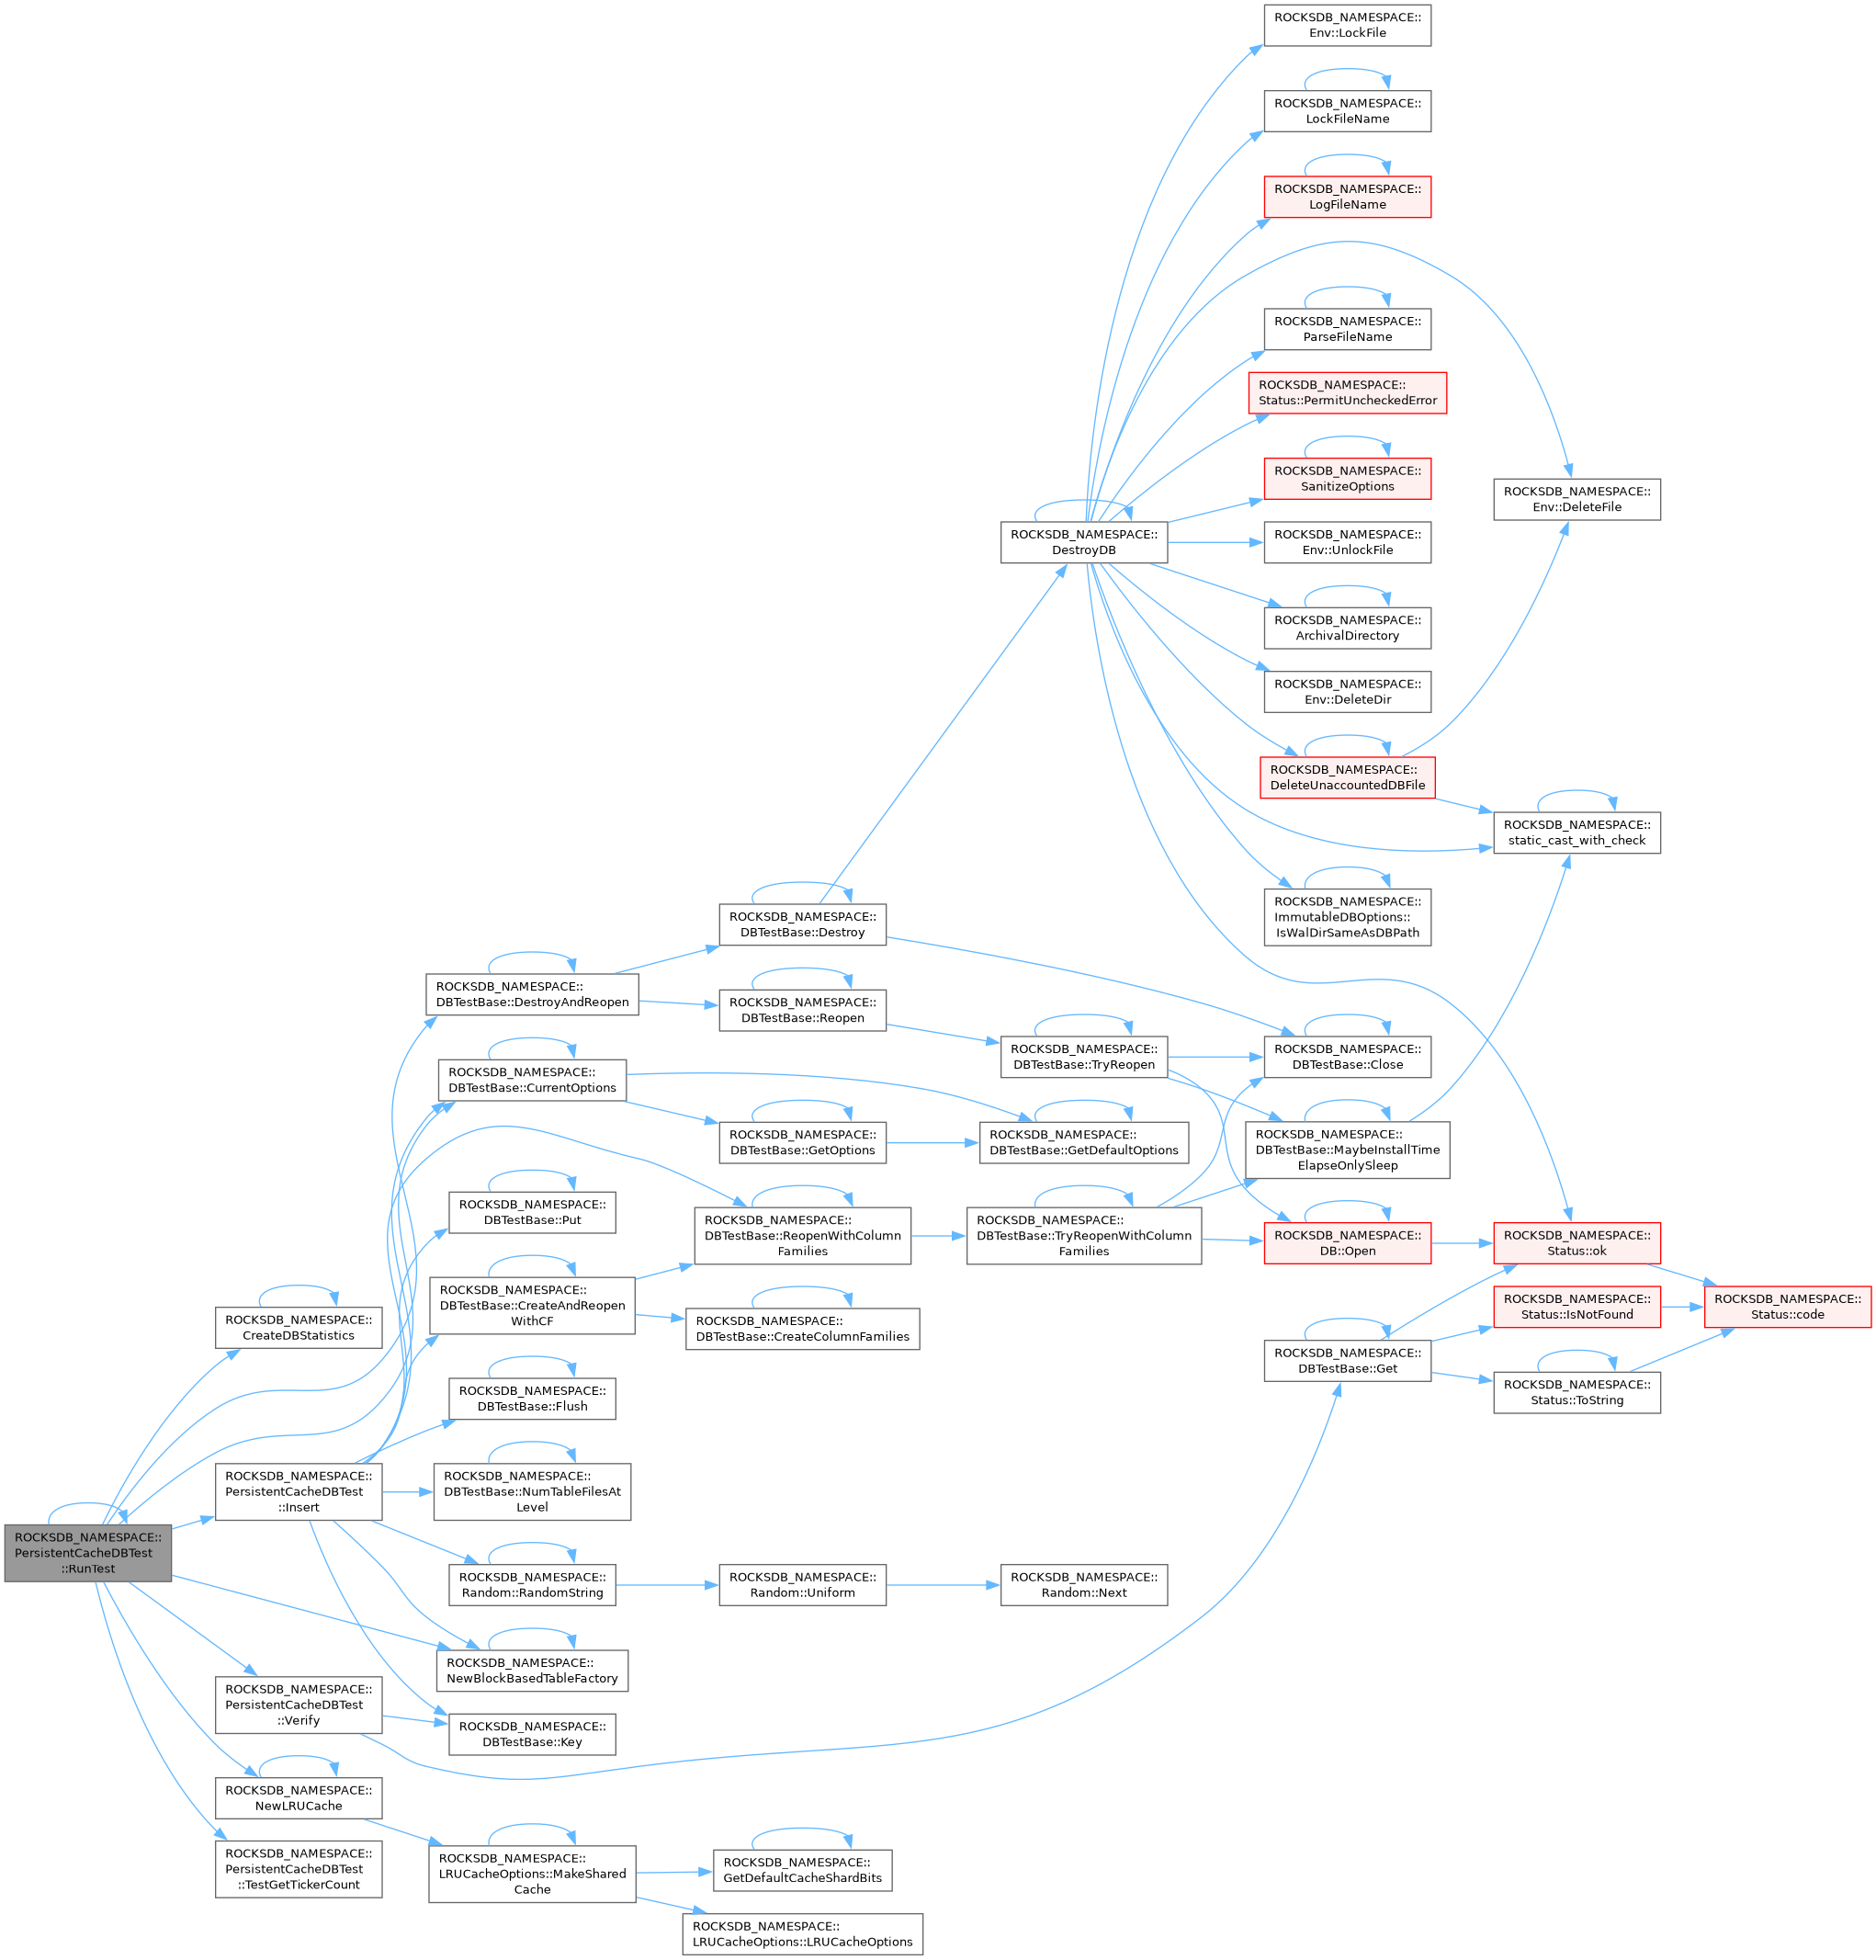 ROCKSDB_NAMESPACE::
Env::LockFile
ROCKSDB_NAMESPACE::
LockFileName
ROCKSDB_NAMESPACE::
LogFileName
ROCKSDB_NAMESPACE::
ParseFileName
ROCKSDB_NAMESPACE::
Status::PermitUncheckedError
ROCKSDB_NAMESPACE::
SanitizeOptions
ROCKSDB_NAMESPACE::
Env::DeleteFile
ROCKSDB_NAMESPACE::
DestroyDB
ROCKSDB_NAMESPACE::
Env::UnlockFile
ROCKSDB_NAMESPACE::
ArchivalDirectory
ROCKSDB_NAMESPACE::
Env::DeleteDir
ROCKSDB_NAMESPACE::
DeleteUnaccountedDBFile
ROCKSDB_NAMESPACE::
static_cast_with_check
ROCKSDB_NAMESPACE::
ImmutableDBOptions::
IsWalDirSameAsDBPath
ROCKSDB_NAMESPACE::
DBTestBase::Destroy
ROCKSDB_NAMESPACE::
DBTestBase::DestroyAndReopen
ROCKSDB_NAMESPACE::
DBTestBase::Reopen
ROCKSDB_NAMESPACE::
DBTestBase::TryReopen
ROCKSDB_NAMESPACE::
DBTestBase::Close
ROCKSDB_NAMESPACE::
DBTestBase::CurrentOptions
ROCKSDB_NAMESPACE::
DBTestBase::GetOptions
ROCKSDB_NAMESPACE::
DBTestBase::GetDefaultOptions
ROCKSDB_NAMESPACE::
DBTestBase::MaybeInstallTime
ElapseOnlySleep
ROCKSDB_NAMESPACE::
DBTestBase::Put
ROCKSDB_NAMESPACE::
DBTestBase::ReopenWithColumn
Families
ROCKSDB_NAMESPACE::
DBTestBase::TryReopenWithColumn
Families
ROCKSDB_NAMESPACE::
DB::Open
ROCKSDB_NAMESPACE::
Status::ok
ROCKSDB_NAMESPACE::
DBTestBase::CreateAndReopen
WithCF
ROCKSDB_NAMESPACE::
DBTestBase::CreateColumnFamilies
ROCKSDB_NAMESPACE::
Status::IsNotFound
ROCKSDB_NAMESPACE::
Status::code
ROCKSDB_NAMESPACE::
CreateDBStatistics
ROCKSDB_NAMESPACE::
DBTestBase::Get
ROCKSDB_NAMESPACE::
Status::ToString
ROCKSDB_NAMESPACE::
DBTestBase::Flush
ROCKSDB_NAMESPACE::
PersistentCacheDBTest
::Insert
ROCKSDB_NAMESPACE::
DBTestBase::NumTableFilesAt
Level
ROCKSDB_NAMESPACE::
PersistentCacheDBTest
::RunTest
ROCKSDB_NAMESPACE::
Random::RandomString
ROCKSDB_NAMESPACE::
Random::Uniform
ROCKSDB_NAMESPACE::
Random::Next
ROCKSDB_NAMESPACE::
NewBlockBasedTableFactory
ROCKSDB_NAMESPACE::
PersistentCacheDBTest
::Verify
ROCKSDB_NAMESPACE::
DBTestBase::Key
ROCKSDB_NAMESPACE::
NewLRUCache
ROCKSDB_NAMESPACE::
PersistentCacheDBTest
::TestGetTickerCount
ROCKSDB_NAMESPACE::
LRUCacheOptions::MakeShared
Cache
ROCKSDB_NAMESPACE::
GetDefaultCacheShardBits
ROCKSDB_NAMESPACE::
LRUCacheOptions::LRUCacheOptions